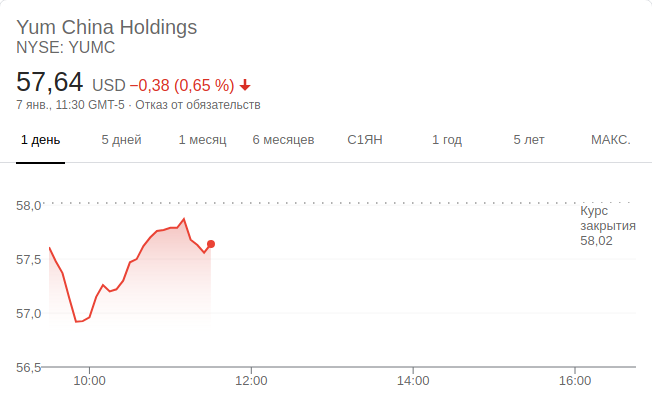 Yum China Holdings
NYSE: YUMC
57,64 USD −0,38 (0,65 %)
7 янв., 11:30 GMT-5 · Отказ от обязательств
1 день 5 дней 1 месяц 6 месяцев С1ЯН 1 год 5 лет МАКС.
58,0
Курс
закрытия
58,02
57,5
57,0
56,5
10:00 12:00 14:00 16:00